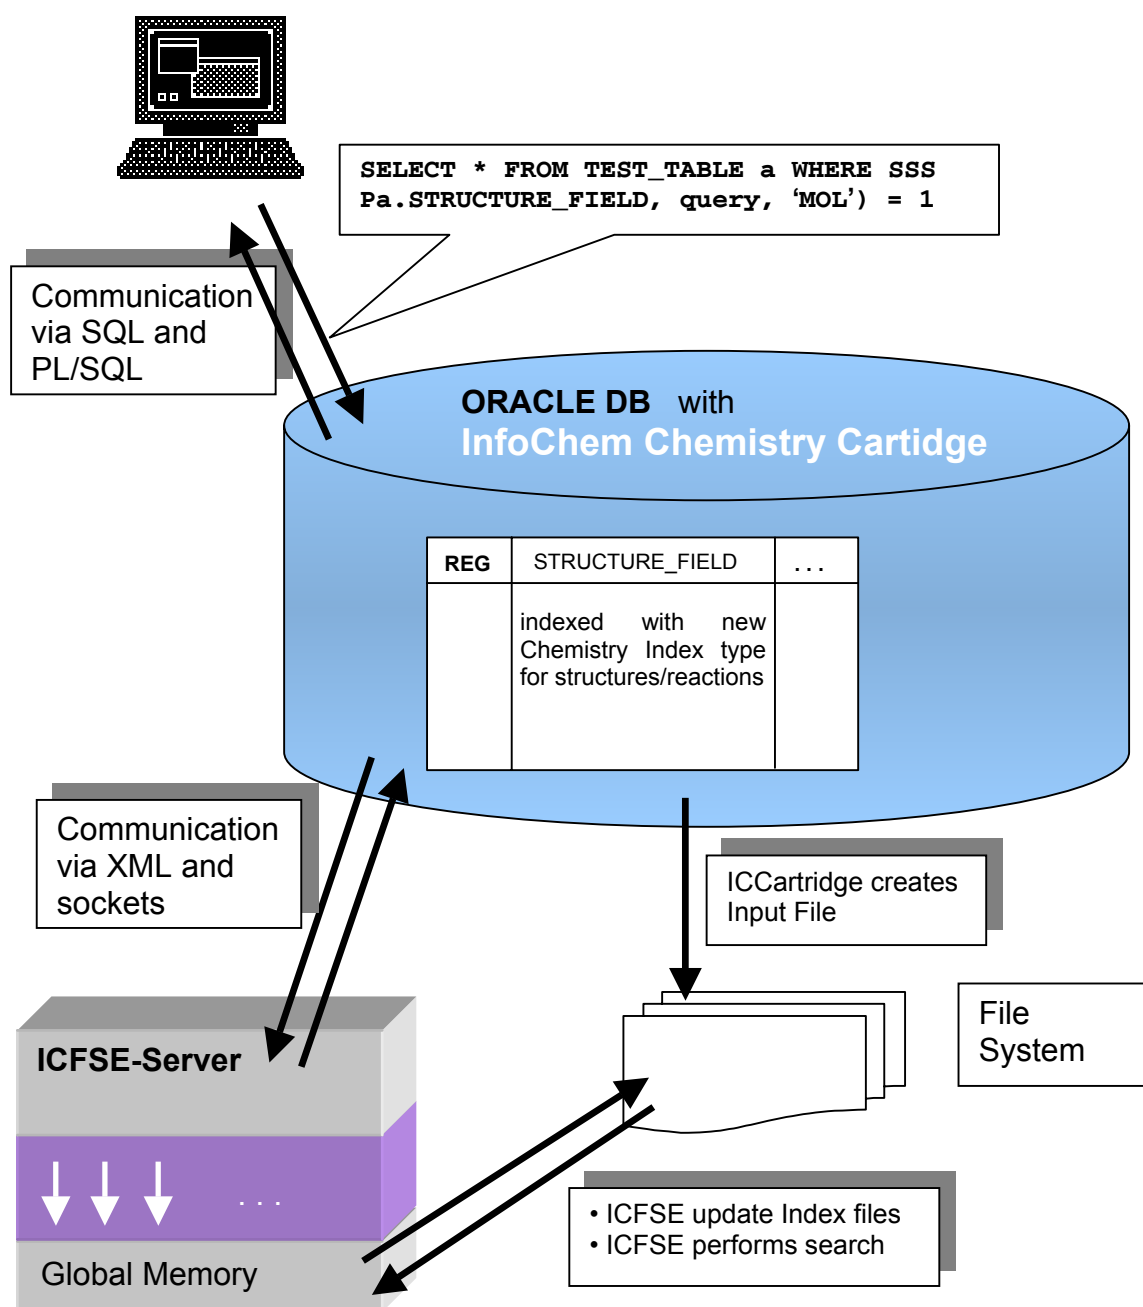 SELECT * FROM TEST_TABLE a WHERE SSS
Pa.STRUCTURE_FIELD, query, ‘MOL’) = 1
Communication
via SQL and
PL/SQL
ORACLE DB with
InfoChem Chemistry Cartidge
REG STRUCTURE_FIELD ...
indexed with new
Chemistry Index type
for structures/reactions
Communication
via XML and
sockets
ICCartridge creates
Input File
File
System
ICFSE-Server
. . .
Global Memory
• ICFSE update Index files
• ICFSE performs search